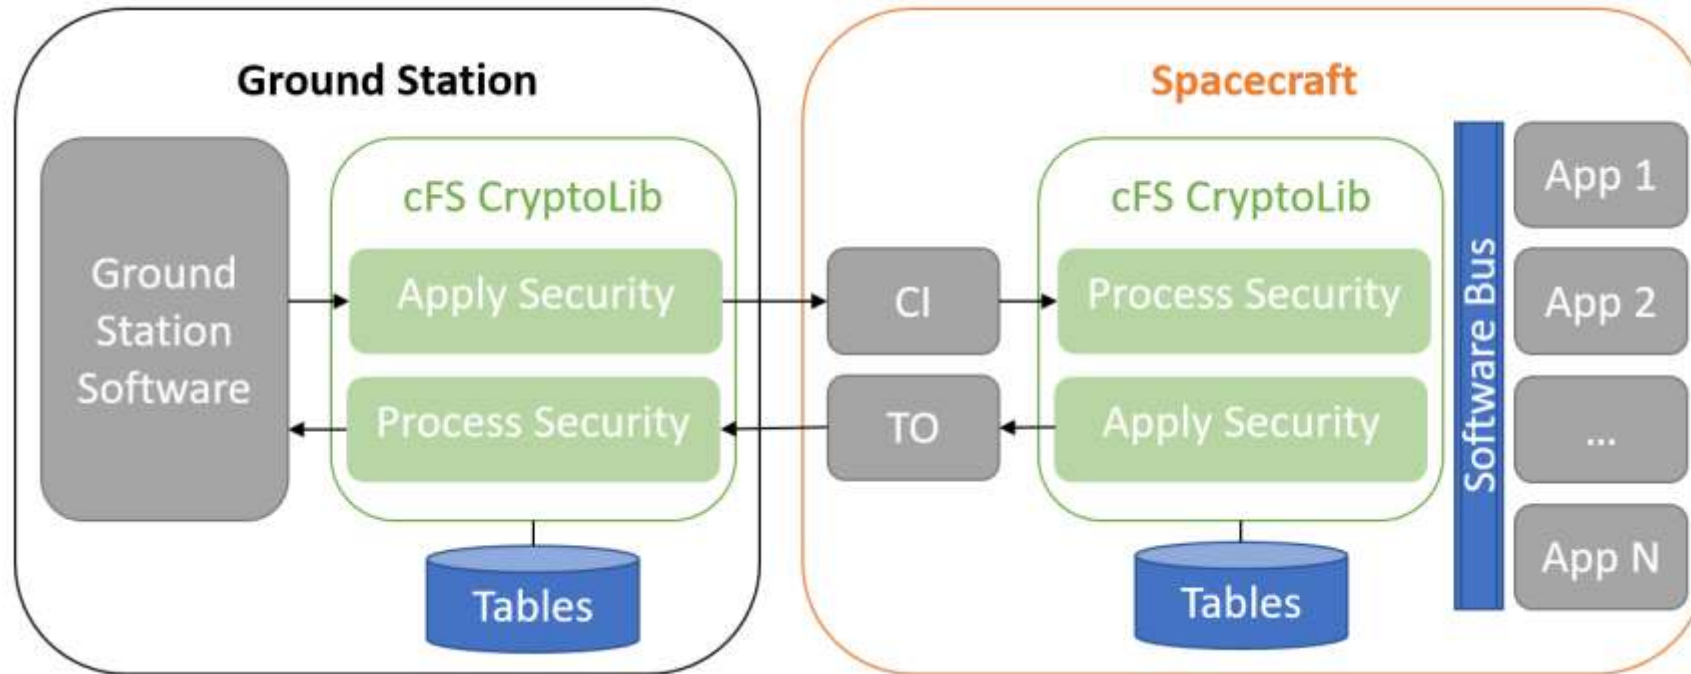 Ground Station
Spacecraft
Ground
Station
Software
cFS CryptoLib
Apply Security
Process Security
Tables
CI
TO
cFS CryptoLib
Process Security
Apply Security
Tables
Software Bus
App 1
App 2
...
App N